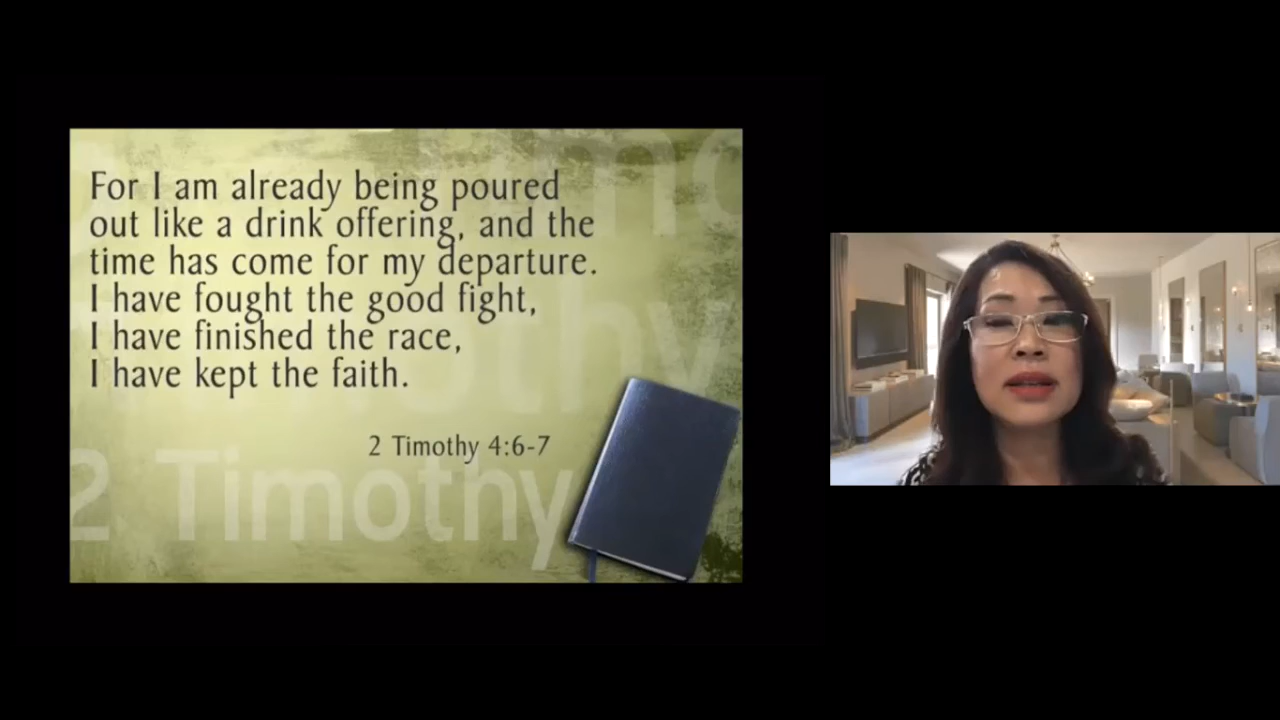 For I am already being poured
out like a drink offering, and the
time has come for my departure.
I have fought the good fight,
I have finished the race,
I have kept the faith.
2 Timothy 4:6-7
2 Timothy